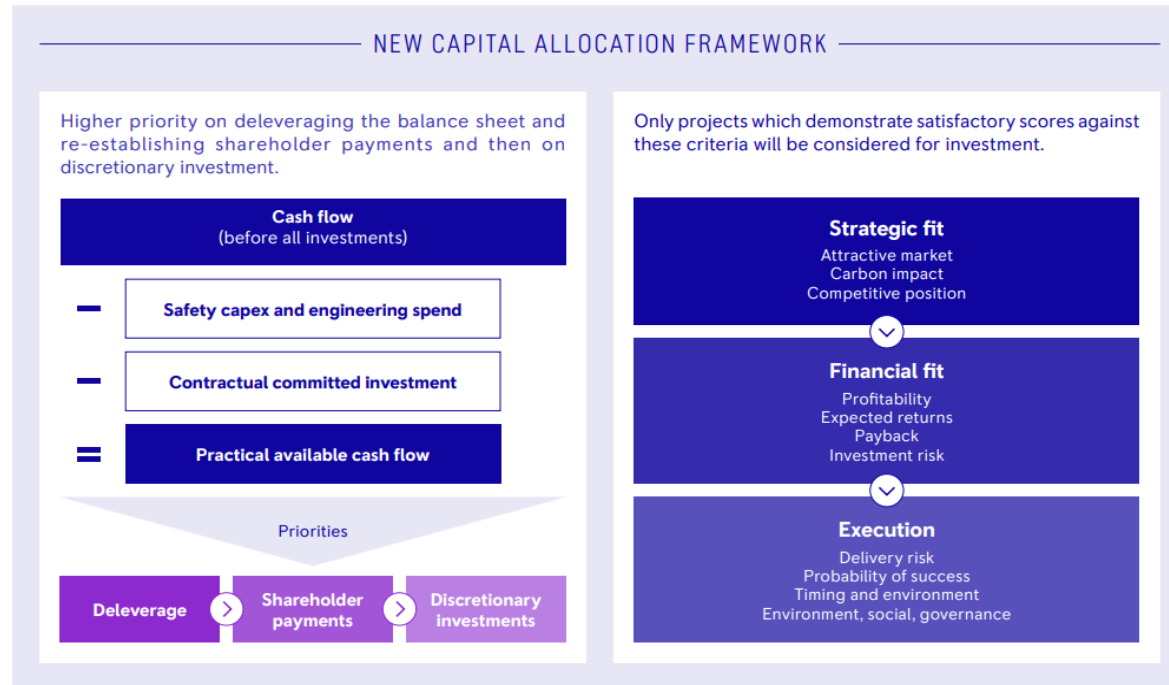 NEW CAPITAL ALLOCATION FRAMEWORK
Higher priority on deleveraging the balance sheet and
re-establishing shareholder payments and then on
discretionary investment.
Cash flow
(before all investments)
Safety capex and engineering spend
Contractual committed investment
Practical available cash flow
Priorities
Deleverage
Shareholder
payments
Discretionary
investments
Only projects which demonstrate satisfactory scores against
these criteria will be considered for investment.
Strategic fit
Attractive market
Carbon impact
Competitive position
Financial fit
Profitability
Expected returns
Payback
Investment risk
Execution
Delivery risk
Probability of success
Timing and environment
Environment, social, governance